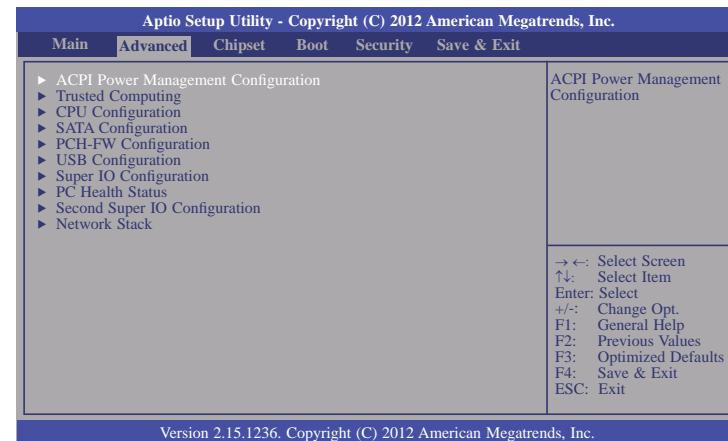 Aptio Setup Utility - Copyright (C) 2012 American Megatrends, Inc.
Main Advanced Chipset Boot Security Save & Exit
► ACPI Power Management Configuration
► Trusted Computing
► CPU Configuration
► SATA Configuration
► PCH-FW Configuration
► USB Configuration
► Super IO Configuration
► PC Health Status
► Second Super IO Configuration
► Network Stack
ACPI Power Management
Configuration
→←: Select Screen
↑↓: Select Item
Enter: Select
+/-: Change Opt.
F1: General Help
F2: Previous Values
F3: Optimized Defaults
F4: Save & Exit
ESC: Exit
Version 2.15.1236. Copyright (C) 2012 American Megatrends, Inc.